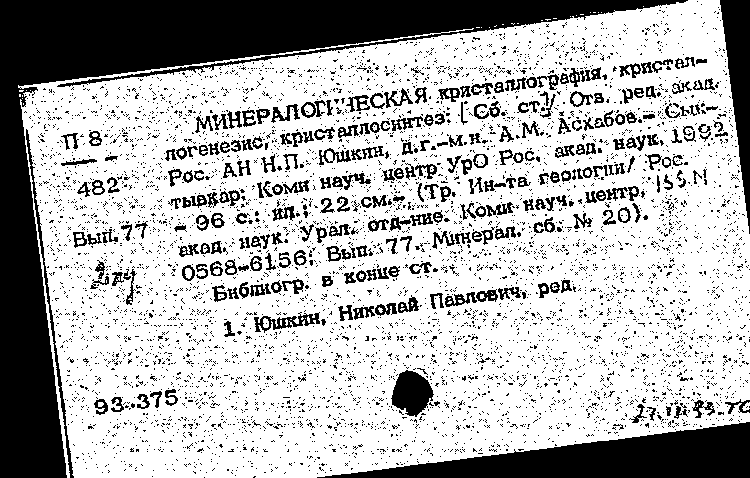 МИНЕРАЛОГИЧЕСКАЯ кристаллография, кристал-
П 8 логенезис, кристаллосинтез: [Сб. ст.]/ Отв. ред. акад.
482 Рос. АН Н.П. Юшкин, д.г.-м.н. А.М. Асхабов.- Сык-
тывкар: Коми науч. центр УрО Рос. акад. наук, 1992.
Вып.77 - 96 с.: ил.; 22 см.- (Тр. Ин-та геологии/ Рос.
акад. наук. Урал. отд-ние. Коми науч. центр, ISSN
0568-6156; Вып. 77. Минерал. сб. № 20).
Библиогр. в конце ст.
1. Юшкин, Николай Павлович, ред.
93.375